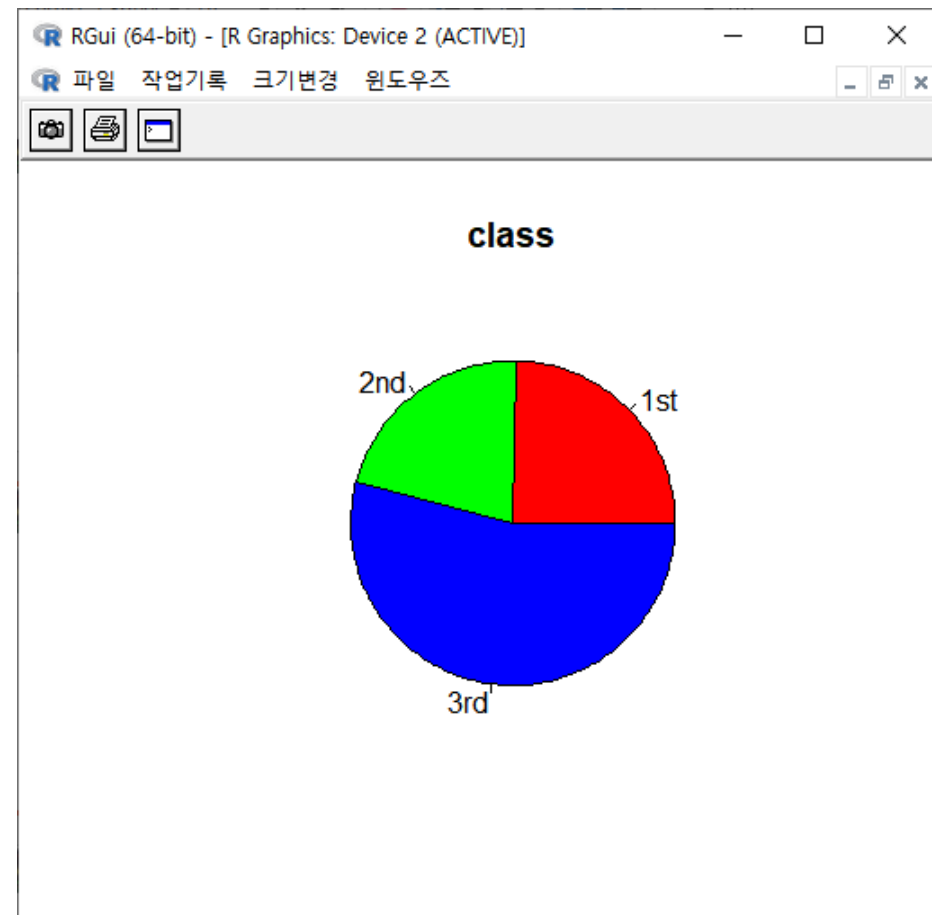 RGui (64-bit) - [R Graphics: Device 2 (ACTIVE)]
파일 작업기록 크기변경 윈도우즈
class
2nd
1st
3rd